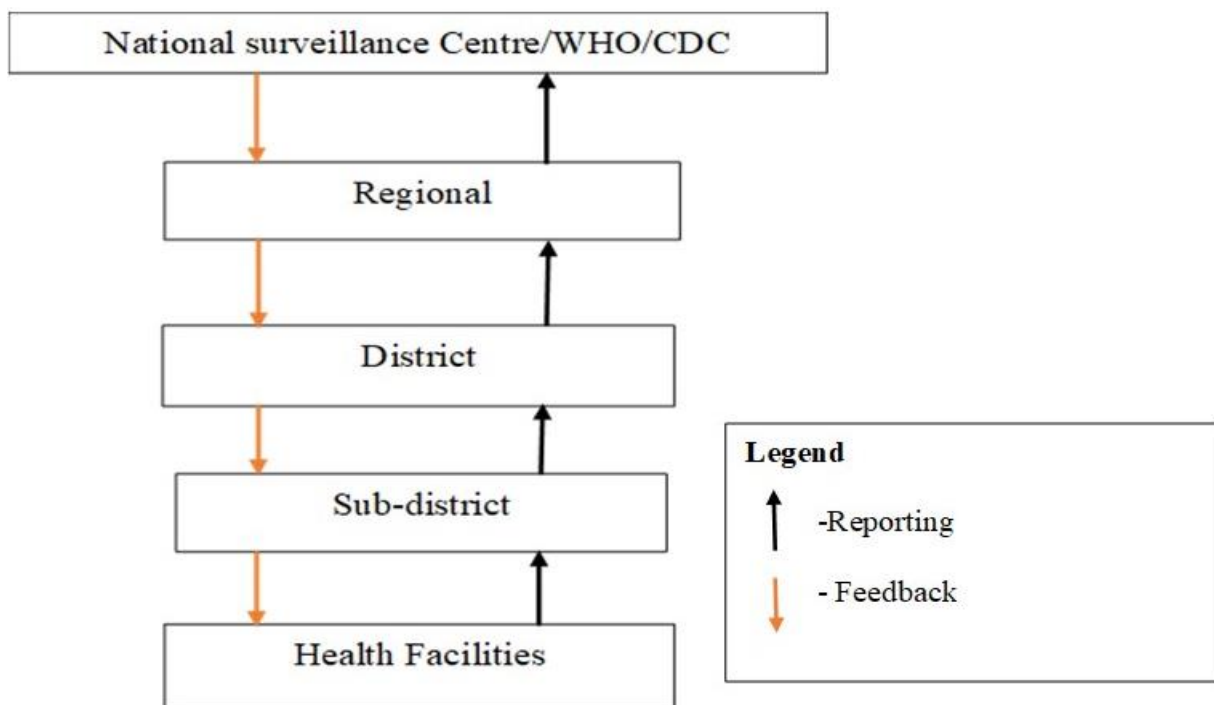 National surveillance Centre/WHO/CDC
Regional
District
Sub-district
Health Facilities
Legend
-Reporting
- Feedback